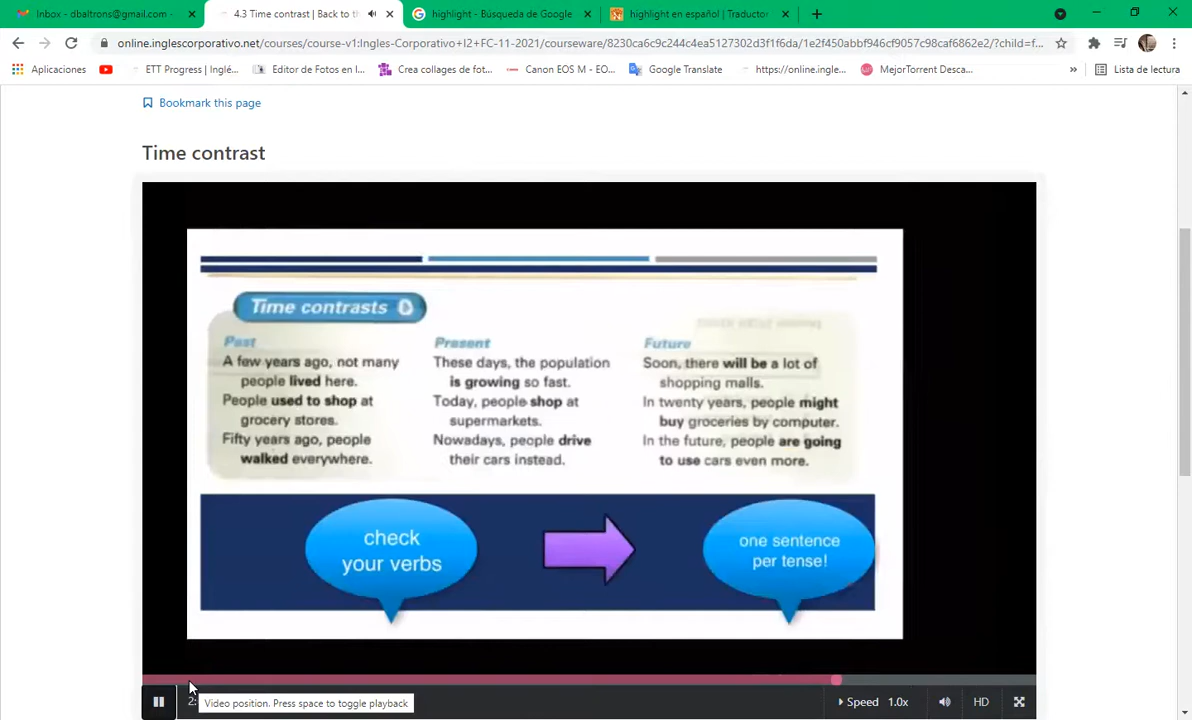 Inbox - dbaltrons@gmail.com -
4.3 Time contrast | Back to th
highlight - Búsqueda de Google
highlight en español | Traductor
online.inglescorporativo.net/courses/course-v1:Ingles-Corporativo+I2+FC-11-2021/courseware/8230ca6c9c244c4ea5127302d3f1f6da/1e2f450abbf946cf9057c98caf6862e2/?child=f...
Aplicaciones
ETT Progress | Inglé...
Editor de Fotos en l...
Crea collages de fot...
Canon EOS M - EO...
Google Translate
https://online.ingle...
MejorTorrent Desca...
»
Lista de lectura
Bookmark this page
Time contrast
Time contrasts
Past
A few years ago, not many
people lived here.
People used to shop at
grocery stores.
Fifty years ago, people
walked everywhere.
Present
These days, the population
is growing so fast.
Today, people shop at
supermarkets.
Nowadays, people drive
their cars instead.
Future
Soon, there will be a lot of
shopping malls.
In twenty years, people might
buy groceries by computer.
In the future, people are going
to use cars even more.
check
your verbs
one sentence
per tense!
2:
Video position. Press space to toggle playback
Speed 1.0x
HD